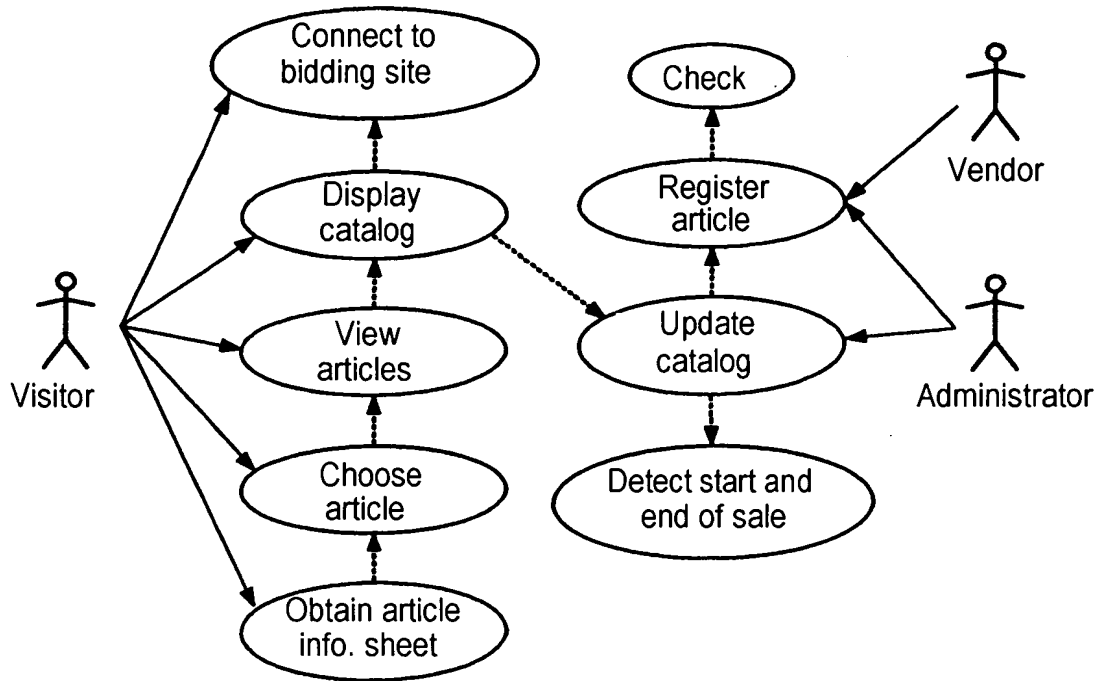 Connect to
bidding site
Check
Vendor
Display
catalog
Register
article
Visitor
View
articles
Update
catalog
Administrator
Choose
article
Detect start and
end of sale
Obtain article
info. sheet